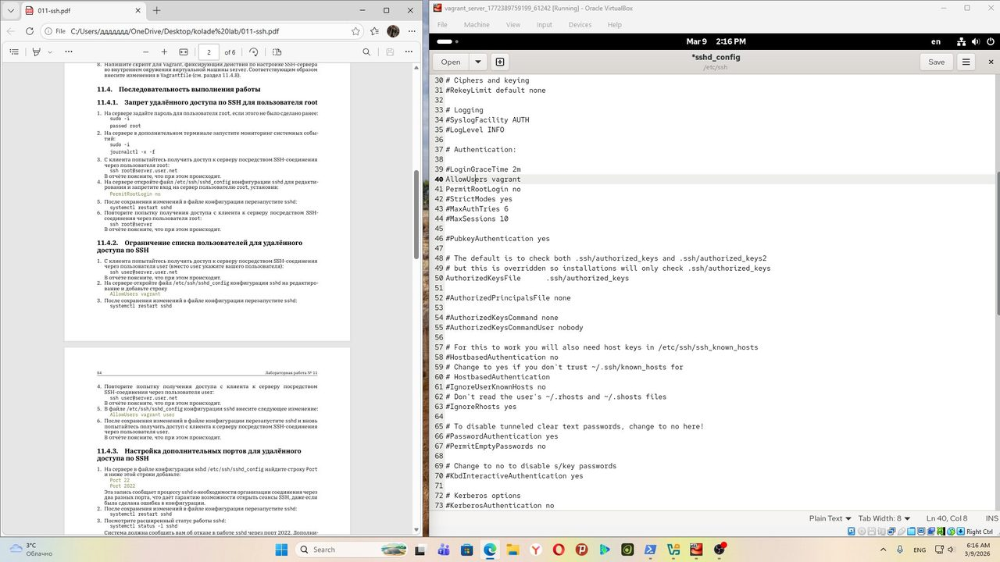 011-ssh.pdf
File C:/Users/ддддддд/OneDrive/Desktop/kolade%20lab/011-ssh.pdf
2 of 6
8. Напишите скрипт для Vagrant, фиксирующий действия по настройке SSH-сервера
во внутреннем окружении виртуальной машины server. Соответствующим образом
внесите изменения в Vagrantfile (см. раздел 11.4.8).
11.4. Последовательность выполнения работы
11.4.1. Запрет удалённого доступа по SSH для пользователя root
1. На сервере задайте пароль для пользователя root, если этого не было сделано ранее:
sudo -i
passwd root
2. На сервере в дополнительном терминале запустите мониторинг системных собы-
тий:
sudo -i
journalctl -x -f
3. С клиента попытайтесь получить доступ к серверу посредством SSH-соединения
через пользователя root:
ssh root@server.user.net
В отчёте поясните, что при этом происходит.
4. На сервере откройте файл /etc/ssh/sshd_config конфигурации sshd для редакти-
рования и запретите вход на сервер пользователю root, установив:
PermitRootLogin no
5. После сохранения изменений в файле конфигурации перезапустите sshd:
systemctl restart sshd
6. Повторите попытку получения доступа с клиента к серверу посредством SSH-
соединения через пользователя root:
ssh root@server
В отчёте поясните, что при этом происходит.
11.4.2. Ограничение списка пользователей для удалённого
доступа по SSH
1. С клиента попытайтесь получить доступ к серверу посредством SSH-соединения
через пользователя user (вместо user укажите вашего пользователя):
ssh user@server.user.net
В отчёте поясните, что при этом происходит.
2. На сервере откройте файл /etc/ssh/sshd_config конфигурации sshd на редактиро-
вание и добавьте строку
AllowUsers vagrant
3. После сохранения изменений в файле конфигурации перезапустите sshd:
systemctl restart sshd
84 Лабораторная работа № 11
4. Повторите попытку получения доступа с клиента к серверу посредством
SSH-соединения через пользователя user:
ssh user@server.user.net
В отчёте поясните, что при этом происходит.
5. В файле /etc/ssh/sshd_config конфигурации sshd внесите следующее изменение:
AllowUsers vagrant user
6. После сохранения изменений в файле конфигурации перезапустите sshd и вновь
попытайтесь получить доступ с клиента к серверу посредством SSH-соединения
через пользователя user.
В отчёте поясните, что при этом происходит.
11.4.3. Настройка дополнительных портов для удалённого
доступа по SSH
1. На сервере в файле конфигурации sshd /etc/ssh/sshd_config найдите строку Port
и ниже этой строки добавьте:
Port 22
Port 2022
Эта запись сообщает процессу sshd о необходимости организации соединения через
два разных порта, что даёт гарантию возможности открыть сеансы SSH, даже если
была сделана ошибка в конфигурации.
2. После сохранения изменений в файле конфигурации перезапустите sshd:
systemctl restart sshd
3. Посмотрите расширенный статус работы sshd:
systemctl status -l sshd
Система должна сообщить вам об отказе в работе sshd через порт 2022. Дополни-
vagrant_server_1772389759199_61242 [Running] - Oracle VirtualBox
File Machine View Input Devices Help
Mar 9 2:16 PM
en
Open
*sshd_config
/etc/ssh
Save
30 # Ciphers and keying
31 #RekeyLimit default none
32
33 # Logging
34 #SyslogFacility AUTH
35 #LogLevel INFO
36
37 # Authentication:
38
39 #LoginGraceTime 2m
40 AllowUsers vagrant
41 PermitRootLogin no
42 #StrictModes yes
43 #MaxAuthTries 6
44 #MaxSessions 10
45
46 #PubkeyAuthentication yes
47
48 # The default is to check both .ssh/authorized_keys and .ssh/authorized_keys2
49 # but this is overridden so installations will only check .ssh/authorized_keys
50 AuthorizedKeysFile .ssh/authorized_keys
51
52 #AuthorizedPrincipalsFile none
53
54 #AuthorizedKeysCommand none
55 #AuthorizedKeysCommandUser nobody
56
57 # For this to work you will also need host keys in /etc/ssh/ssh_known_hosts
58 #HostbasedAuthentication no
59 # Change to yes if you don't trust ~/.ssh/known_hosts for
60 # HostbasedAuthentication
61 #IgnoreUserKnownHosts no
62 # Don't read the user's ~/.rhosts and ~/.shosts files
63 #IgnoreRhosts yes
64
65 # To disable tunneled clear text passwords, change to no here!
66 #PasswordAuthentication yes
67 #PermitEmptyPasswords no
68
69 # Change to no to disable s/key passwords
70 #KbdInteractiveAuthentication yes
71
72 # Kerberos options
73 #KerberosAuthentication no
Plain Text Tab Width: 8 Ln 40, Col 8 INS
Right Ctrl
3°C
Облачно
Search
ENG
6:16 AM
3/9/2026